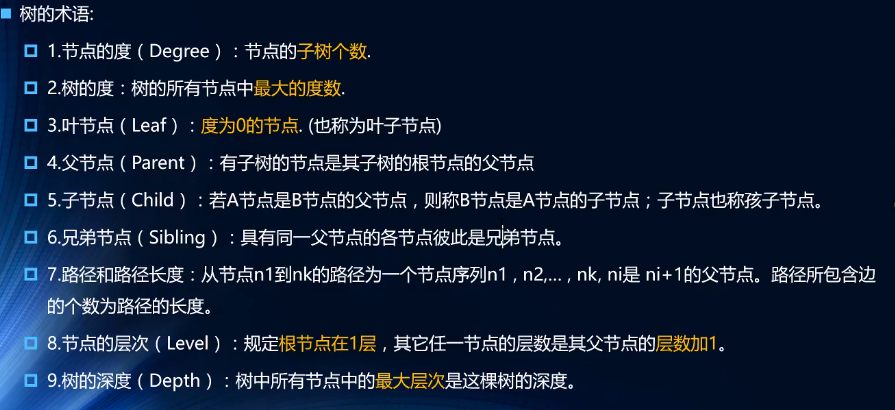 树的术语:
1.节点的度（Degree）：节点的子树个数.
2.树的度：树的所有节点中最大的度数.
3.叶节点（Leaf）：度为0的节点. (也称为叶子节点)
4.父节点（Parent）：有子树的节点是其子树的根节点的父节点
5.子节点（Child）：若A节点是B节点的父节点，则称B节点是A节点的子节点；子节点也称孩子节点。
6.兄弟节点（Sibling）：具有同一父节点的各节点彼此是兄弟节点。
7.路径和路径长度：从节点n1到nk的路径为一个节点序列n1 , n2,… , nk, ni是 ni+1的父节点。路径所包含边
的个数为路径的长度。
8.节点的层次（Level）：规定根节点在1层，其它任一节点的层数是其父节点的层数加1。
9.树的深度（Depth）：树中所有节点中的最大层次是这棵树的深度。